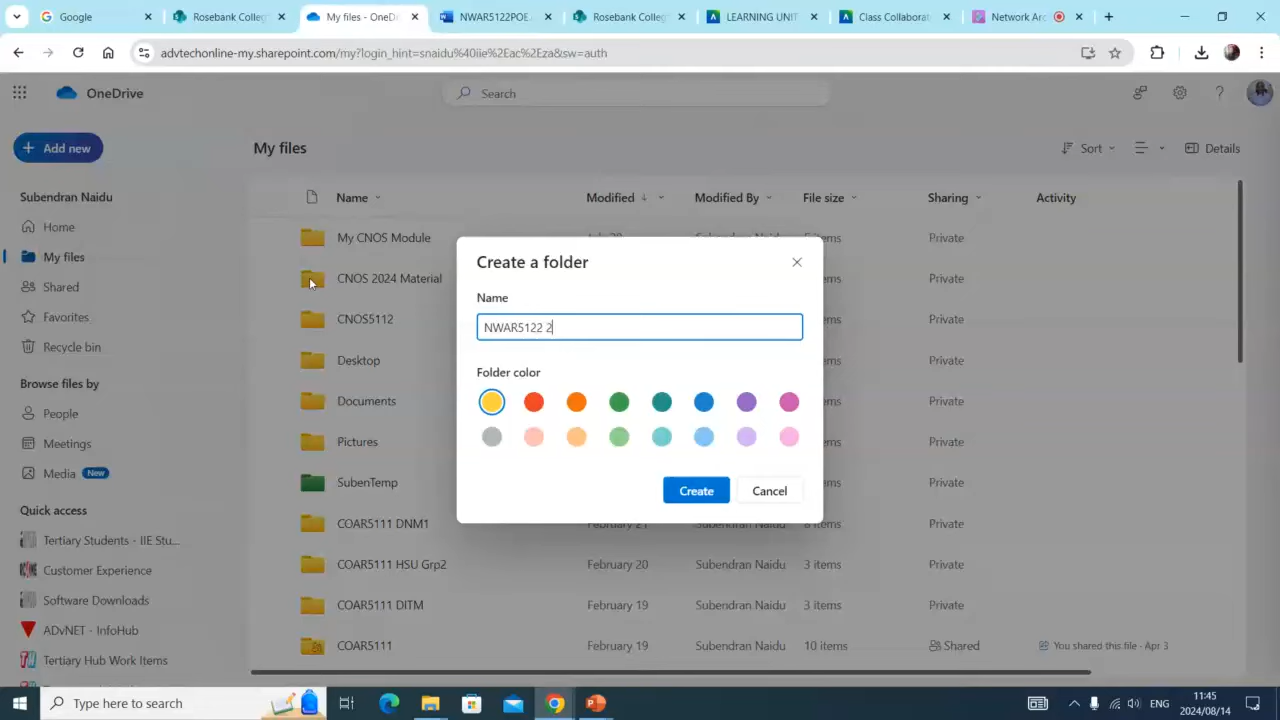 Google
Rosebank Colleg
My files - OneDri
NWAR5122POE.
Rosebank Colleg
LEARNING UNIT
Class Collaborat
Network Arc
advtechonline-my.sharepoint.com/my?login_hint=snaidu%40iie%2Eac%2Eza&sw=auth
OneDrive
Search
Add new
My files
Sort
Details
Subendran Naidu
Home
My files
Shared
Favorites
Recycle bin
Browse files by
People
Meetings
Media New
Quick access
Tertiary Students - IIE Stu...
Customer Experience
Software Downloads
ADvNET - InfoHub
Tertiary Hub Work Items
Name Modified Modified By File size Sharing Activity
My CNOS Module Private
CNOS 2024 Material Private
CNOS5112 Private
Desktop Private
Documents Private
Pictures Private
SubenTemp Private
COAR5111 DNM1 February 21 Subendran Naidu 8 items Private
COAR5111 HSU Grp2 February 20 Subendran Naidu 3 items Private
COAR5111 DITM February 19 Subendran Naidu 3 items Private
COAR5111 February 19 Subendran Naidu 10 items Shared You shared this file - Apr 3
Create a folder
Name
NWAR5122 2
Folder color
Create Cancel
Type here to search
ENG
11:45
2024/08/14